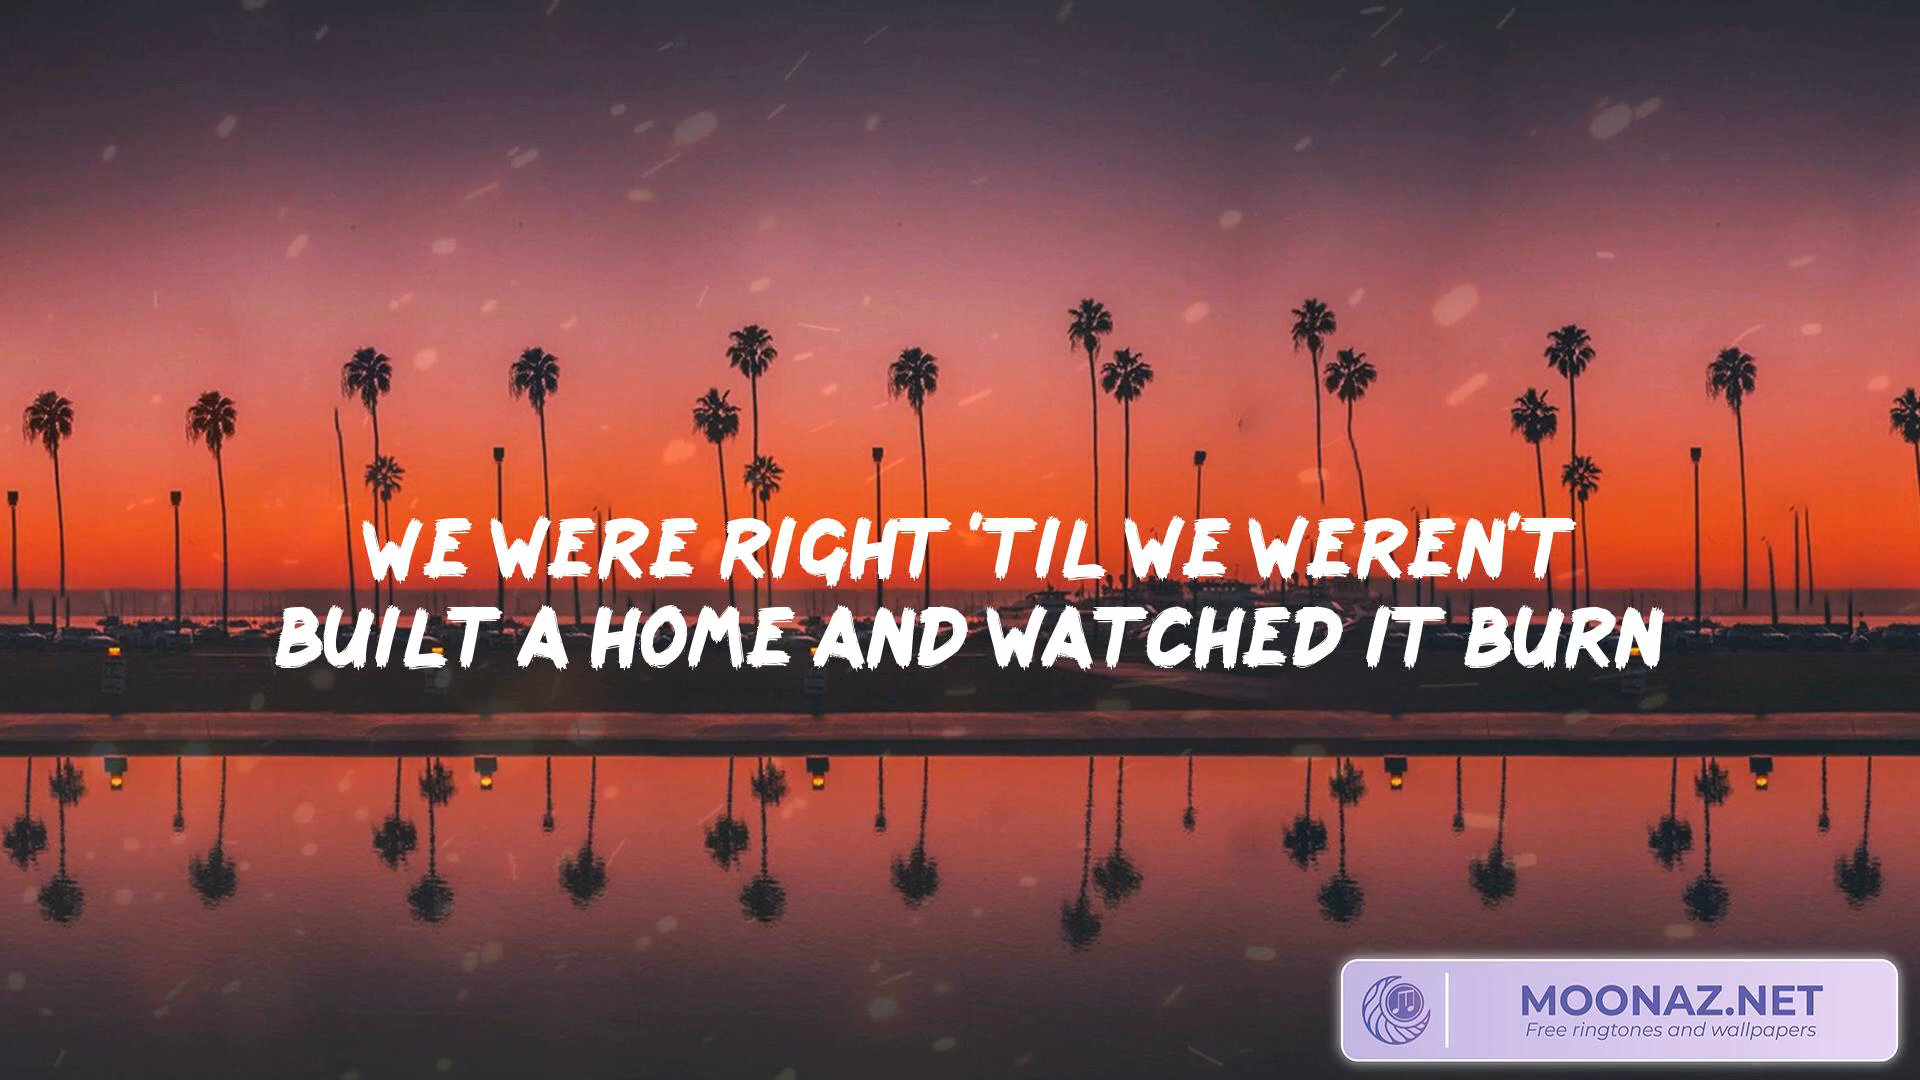 WE WERE RIGHT 'TIL WE WEREN'T
BUILT A HOME AND WATCHED IT BURN
MOONAZ.NET
Free ringtones and wallpapers